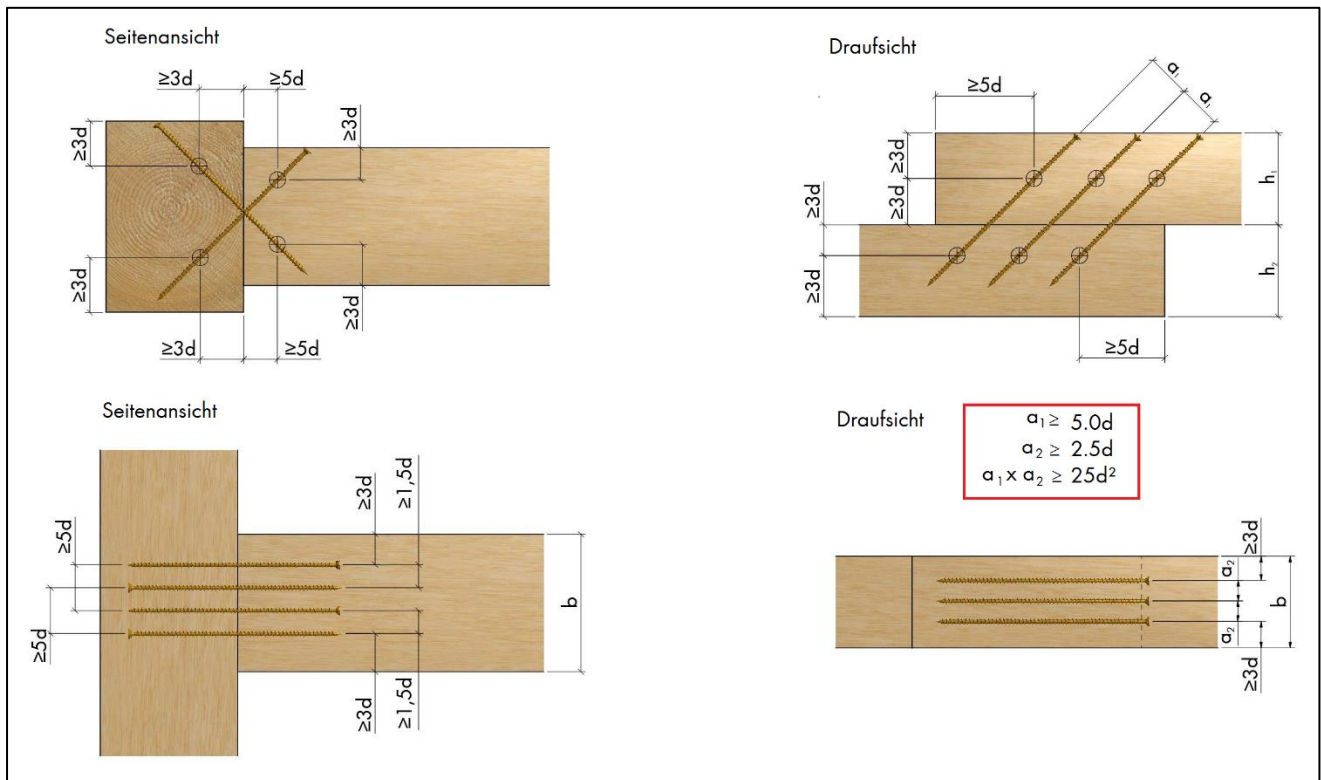 Seitenansicht
≥3d
≥5d
≥3d
≥3d
≥3d
≥3d
≥3d
≥5d
Draufsicht
≥5d
a₁
a₁
≥3d
≥3d
≥3d
≥3d
h₁
h₂
≥5d
Seitenansicht
≥3d
≥1,5d
≥5d
≥5d
b
≥3d
≥1,5d
Draufsicht
a₁ ≥ 5.0d
a₂ ≥ 2.5d
a₁ x a₂ ≥ 25d²
≥3d
a₂
a₂
b
≥3d